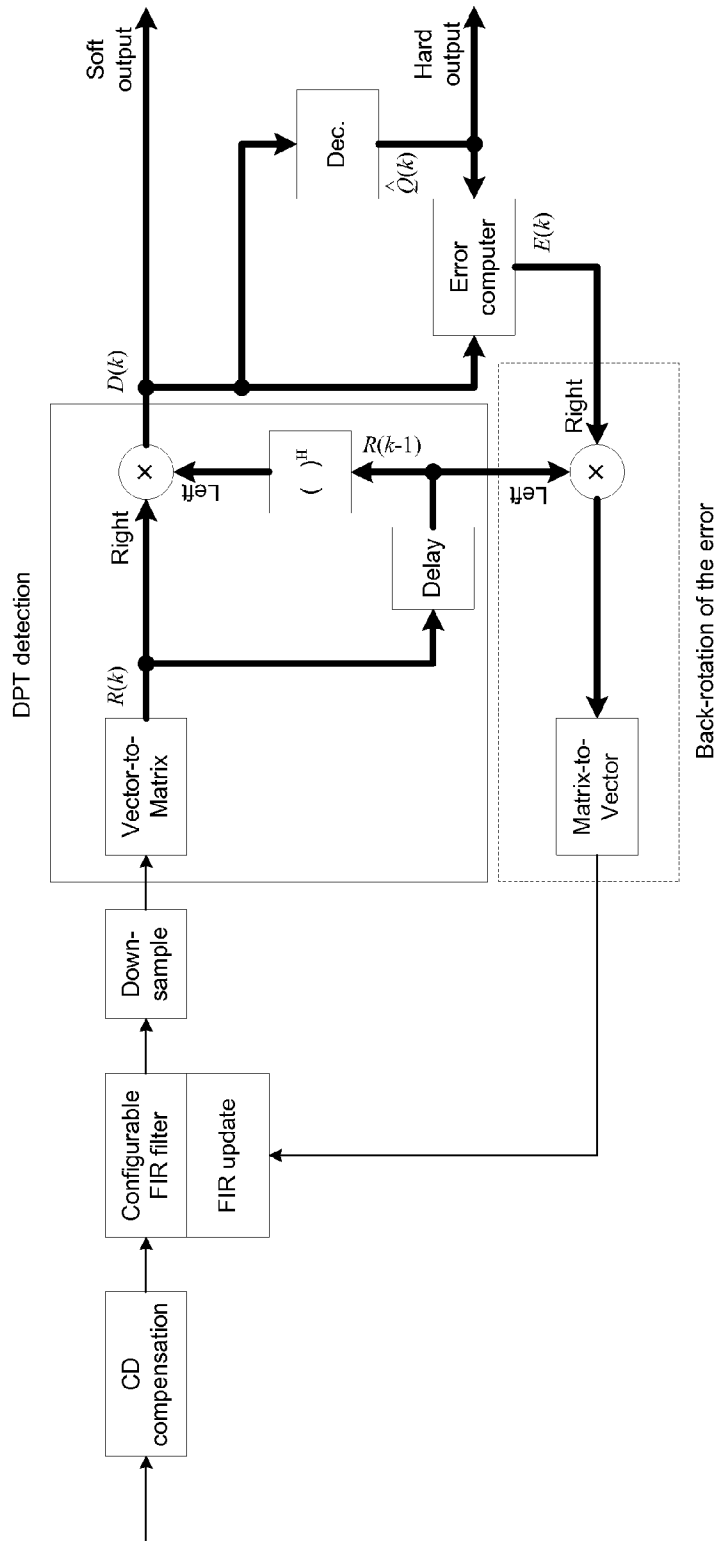 CD
compensation
Configurable
FIR filter
FIR update
Down-
sample
DPT detection
Vector-to-
Matrix
R(k)
Right
Delay
R(k-1)
( )ᴴ
Left
×
D(k)
Soft
output
Dec.
Q̂(k)
Hard
output
Error
computer
E(k)
Right
Left
×
Matrix-to-
Vector
Back-rotation of the error